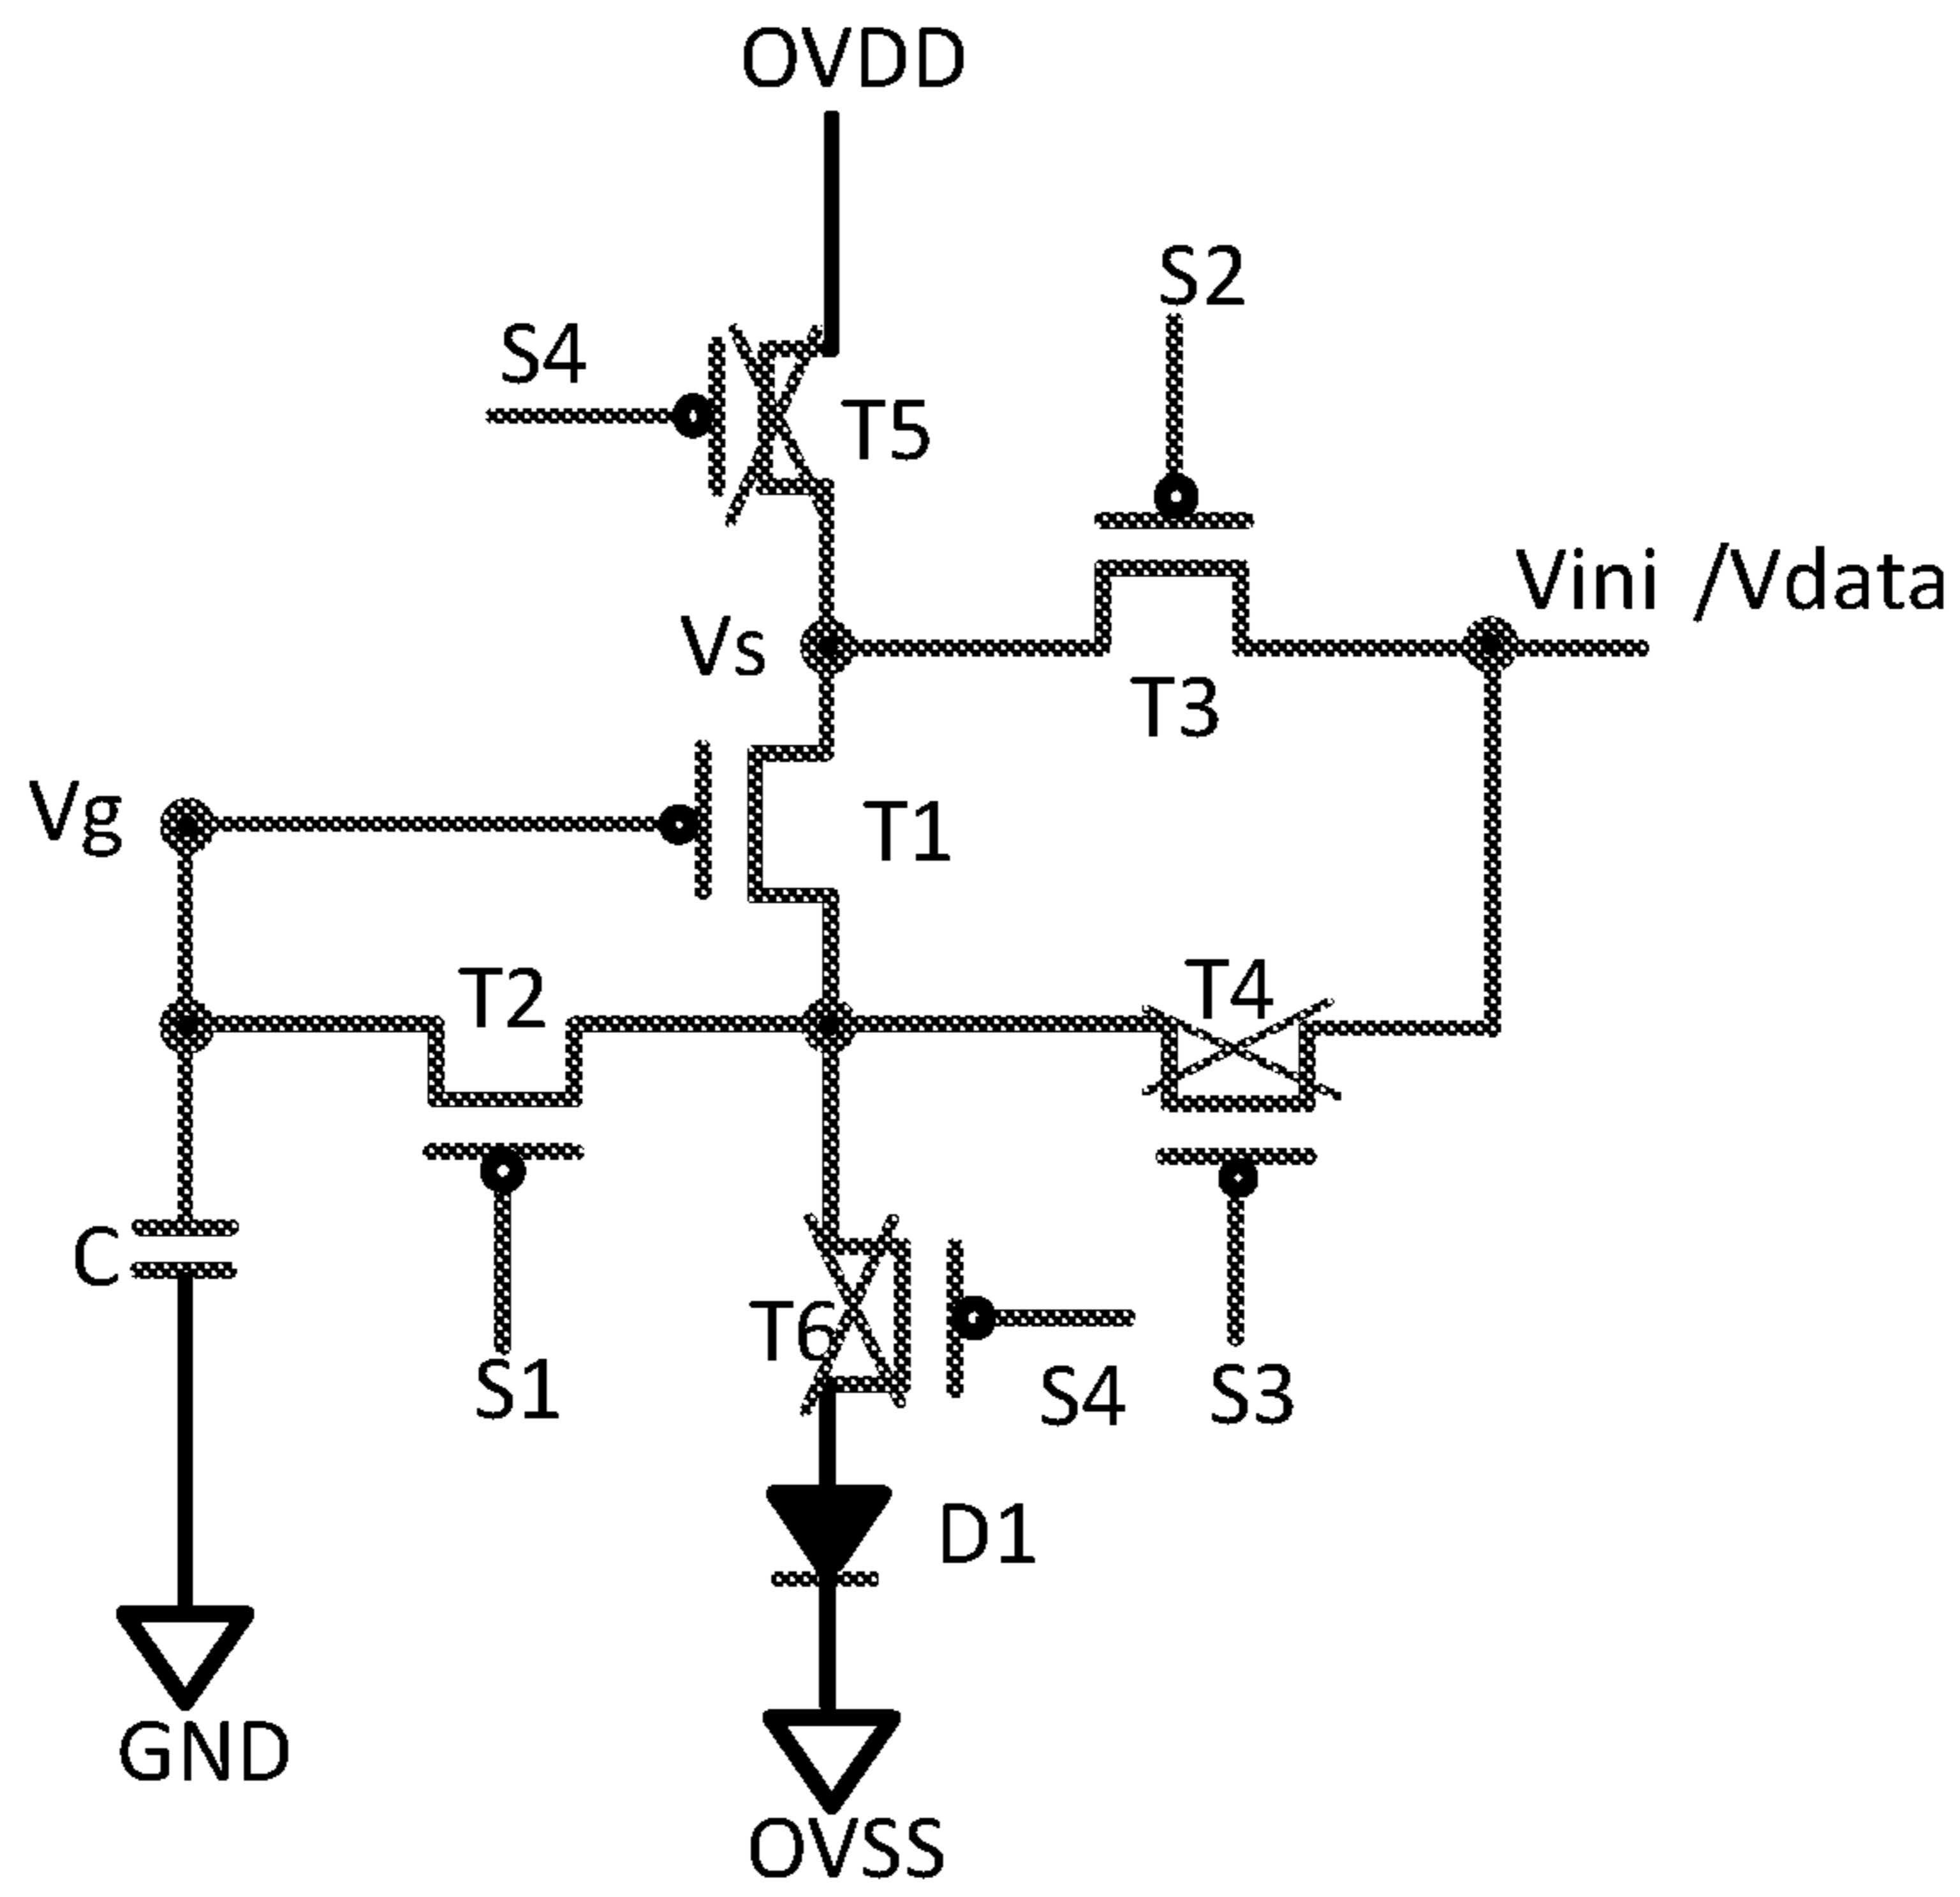 OVDD
S2
S4
T5
Vini /Vdata
Vs
T3
Vg
T1
T2
T4
C
T6
S1
S4
S3
D1
GND
OVSS